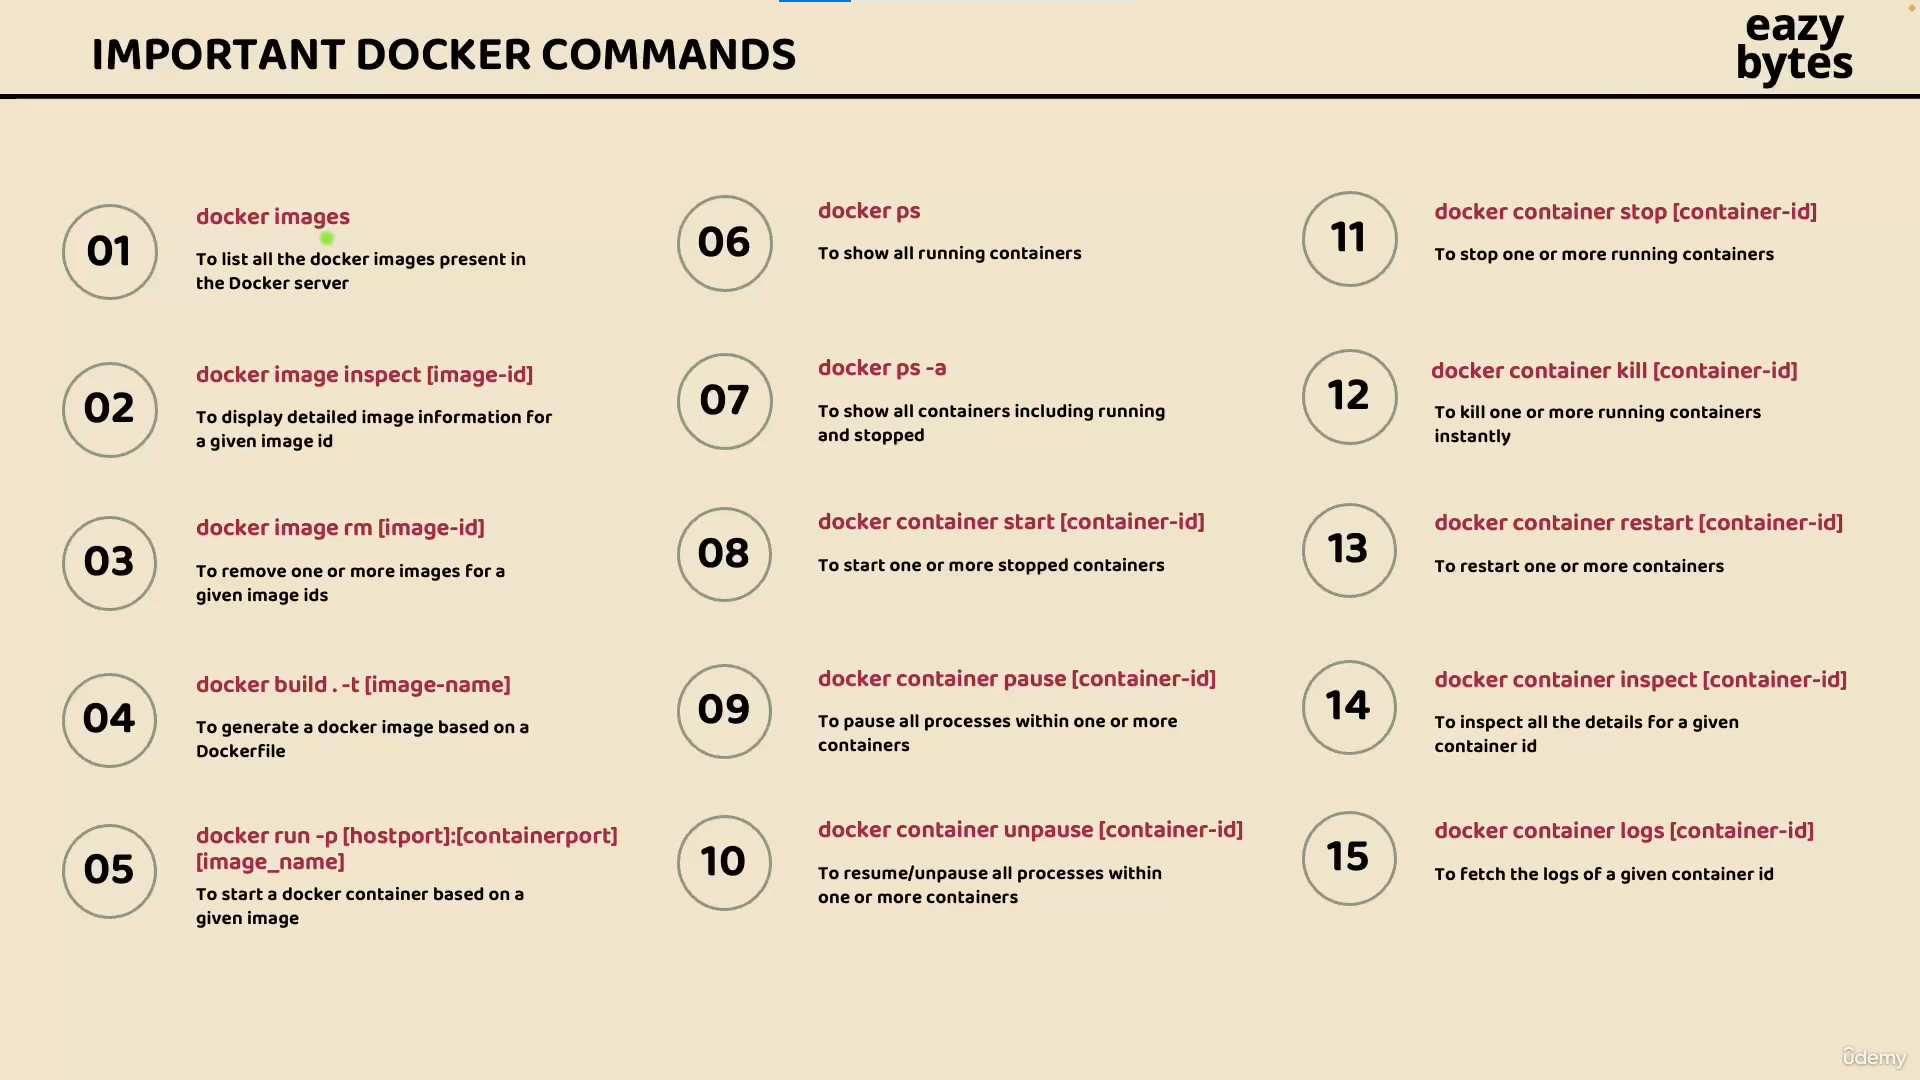 IMPORTANT DOCKER COMMANDS
eazy
bytes
01
docker images
To list all the docker images present in
the Docker server
02
docker image inspect [image-id]
To display detailed image information for
a given image id
03
docker image rm [image-id]
To remove one or more images for a
given image ids
04
docker build . -t [image-name]
To generate a docker image based on a
Dockerfile
05
docker run -p [hostport]:[containerport]
[image_name]
To start a docker container based on a
given image
06
docker ps
To show all running containers
07
docker ps -a
To show all containers including running
and stopped
08
docker container start [container-id]
To start one or more stopped containers
09
docker container pause [container-id]
To pause all processes within one or more
containers
10
docker container unpause [container-id]
To resume/unpause all processes within
one or more containers
11
docker container stop [container-id]
To stop one or more running containers
12
docker container kill [container-id]
To kill one or more running containers
instantly
13
docker container restart [container-id]
To restart one or more containers
14
docker container inspect [container-id]
To inspect all the details for a given
container id
15
docker container logs [container-id]
To fetch the logs of a given container id
ûdemy